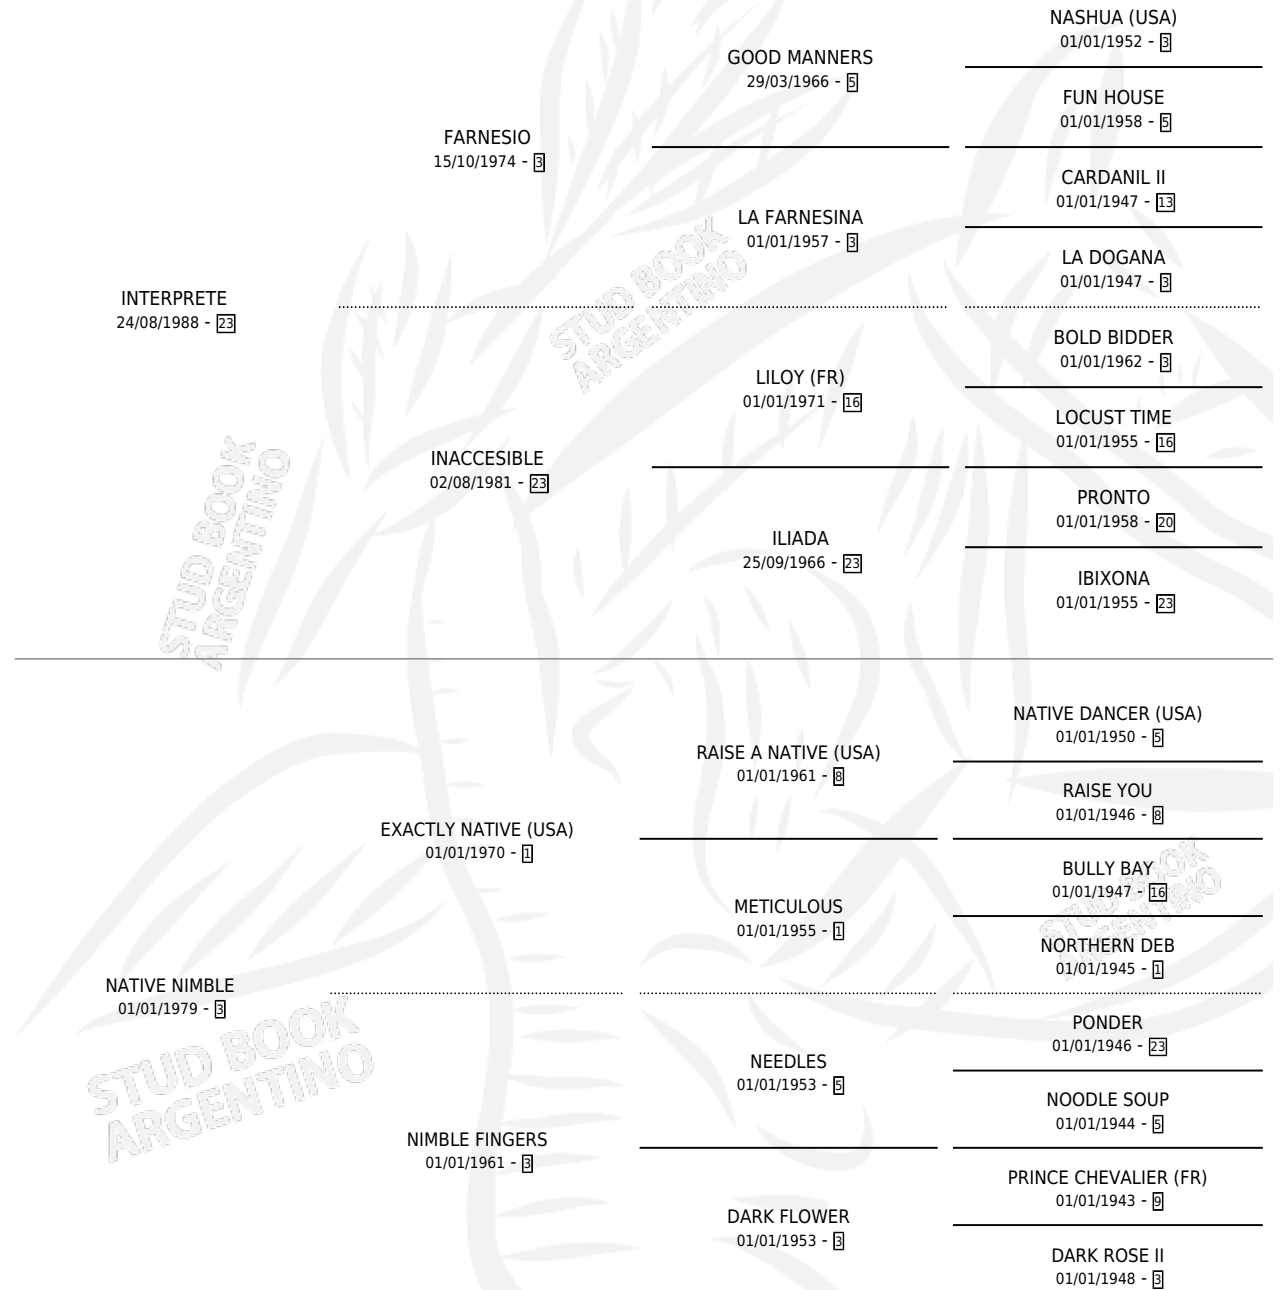 NASHUA (USA)
01/01/1952 - 3
GOOD MANNERS
29/03/1966 - 5
FUN HOUSE
01/01/1958 - 5
FARNESIO
15/10/1974 - 3
CARDANIL II
01/01/1947 - 13
LA FARNESINA
01/01/1957 - 3
LA DOGANA
01/01/1947 - 3
INTERPRETE
24/08/1988 - 23
BOLD BIDDER
01/01/1962 - 3
LILOY (FR)
01/01/1971 - 16
LOCUST TIME
01/01/1955 - 16
INACCESIBLE
02/08/1981 - 23
PRONTO
01/01/1958 - 20
ILIADA
25/09/1966 - 23
IBIXONA
01/01/1955 - 23
STUD BOOK
ARGENTINO
STUD BOOK
ARGENTINO
NATIVE DANCER (USA)
01/01/1950 - 5
RAISE A NATIVE (USA)
01/01/1961 - 8
RAISE YOU
01/01/1946 - 8
EXACTLY NATIVE (USA)
01/01/1970 - 1
BULLY BAY
01/01/1947 - 16
METICULOUS
01/01/1955 - 1
NORTHERN DEB
01/01/1945 - 1
NATIVE NIMBLE
01/01/1979 - 3
PONDER
01/01/1946 - 23
NEEDLES
01/01/1953 - 5
NOODLE SOUP
01/01/1944 - 5
NIMBLE FINGERS
01/01/1961 - 3
PRINCE CHEVALIER (FR)
01/01/1943 - 9
DARK FLOWER
01/01/1953 - 3
DARK ROSE II
01/01/1948 - 3
STUD BOOK
ARGENTINO
STUD BOOK
ARGENTINO